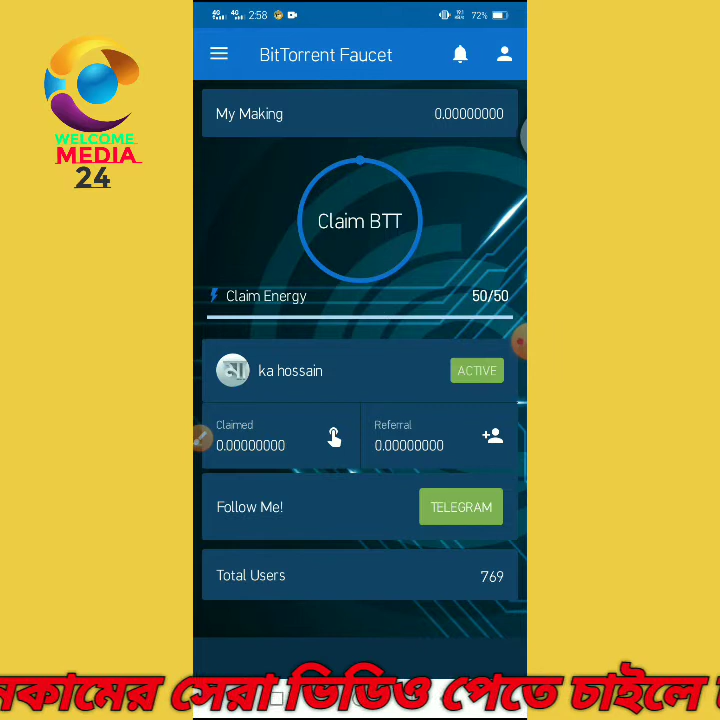 2:58
72%
BitTorrent Faucet
WELCOME
MEDIA
24
My Making
0.00000000
Claim BTT
Claim Energy
50/50
ka hossain
ACTIVE
Claimed
0.00000000
Referral
0.00000000
Follow Me!
TELEGRAM
Total Users
769
সেরা ভিডিও পেতে চাইলে